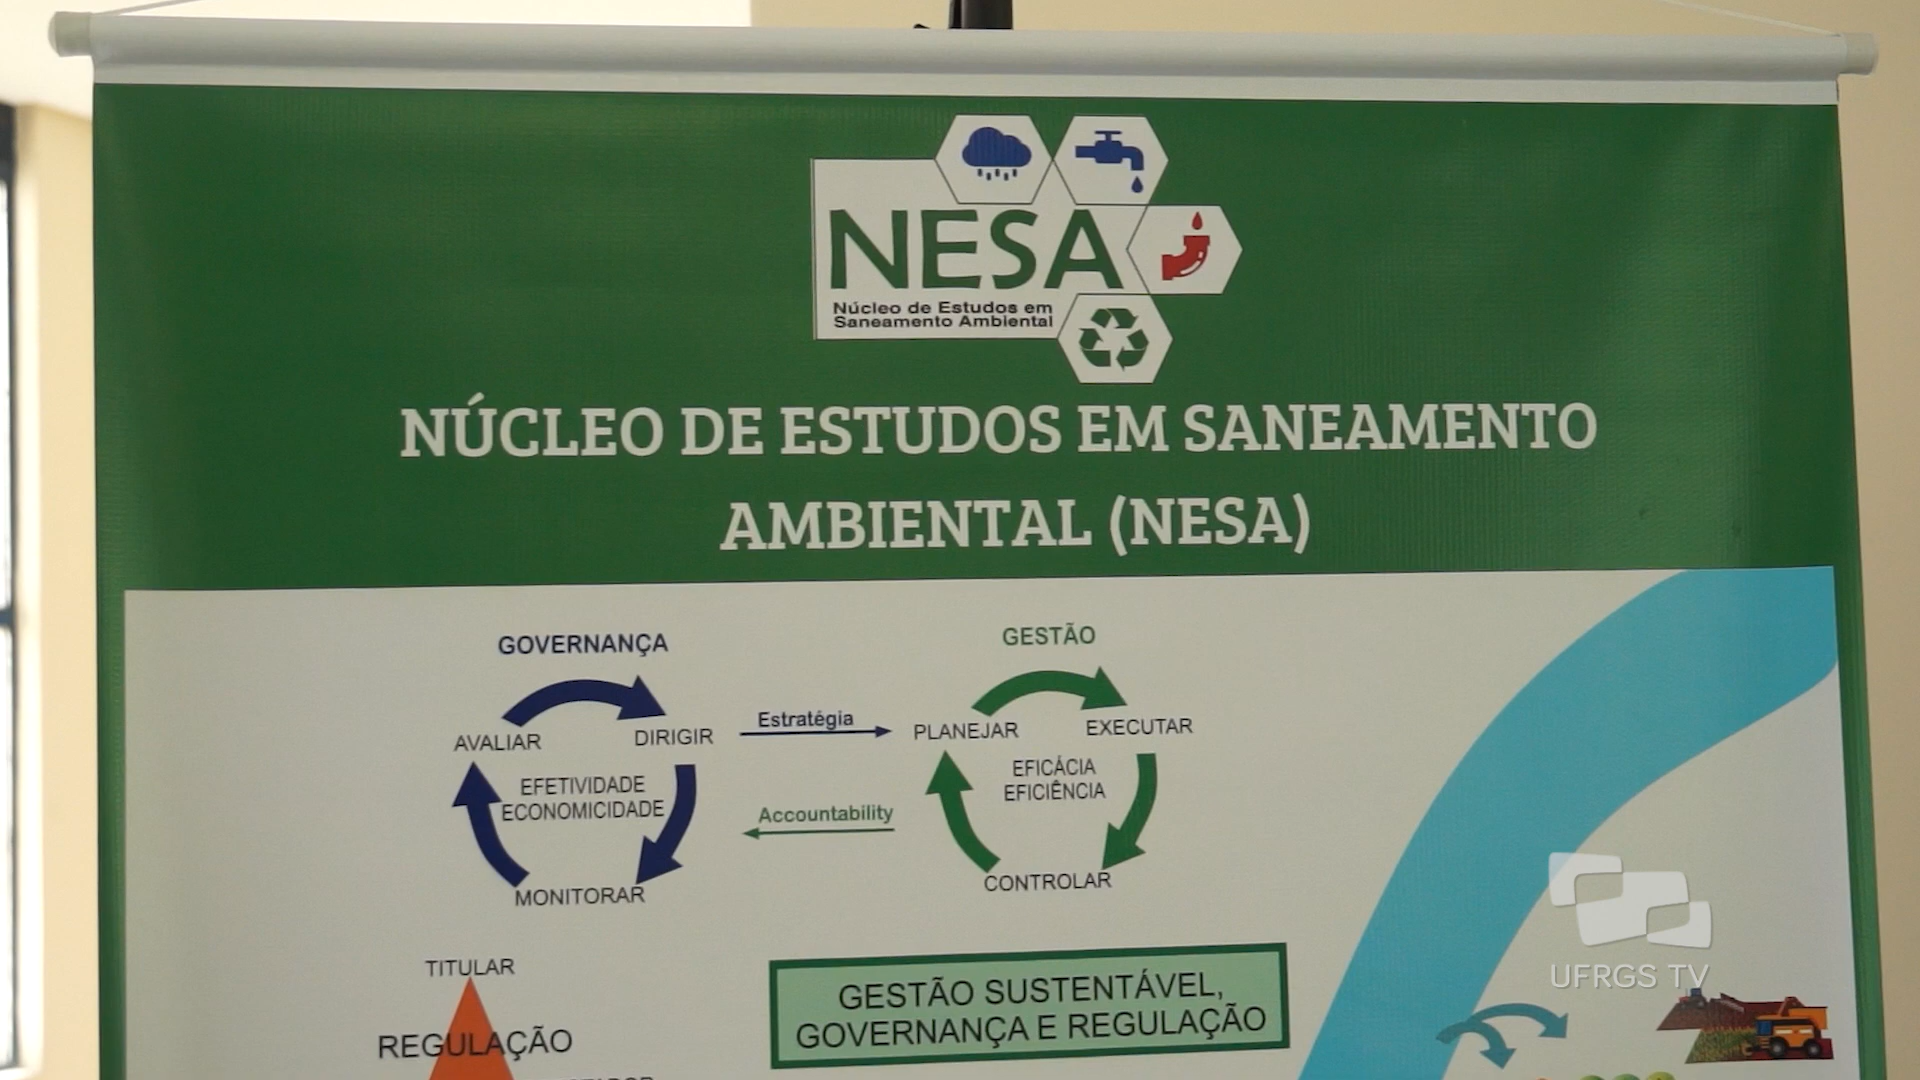 NESA
Núcleo de Estudos em
Saneamento Ambiental
NÚCLEO DE ESTUDOS EM SANEAMENTO
AMBIENTAL (NESA)
GOVERNANÇA
AVALIAR
DIRIGIR
EFETIVIDADE
ECONOMICIDADE
MONITORAR
Estratégia
Accountability
GESTÃO
PLANEJAR
EXECUTAR
EFICÁCIA
EFICIÊNCIA
CONTROLAR
TITULAR
REGULAÇÃO
GESTÃO SUSTENTÁVEL,
GOVERNANÇA E REGULAÇÃO
UFRGS TV